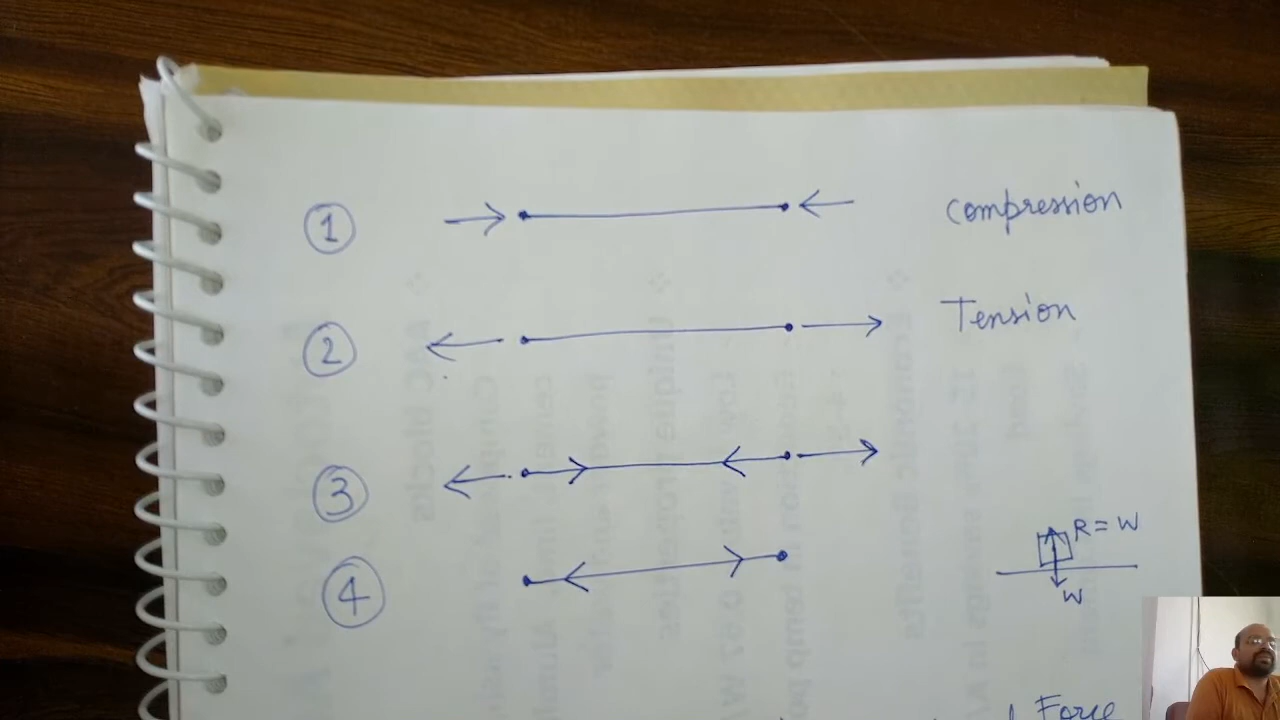 1 Compression
2 Tension
3
R = W
4
W
Force